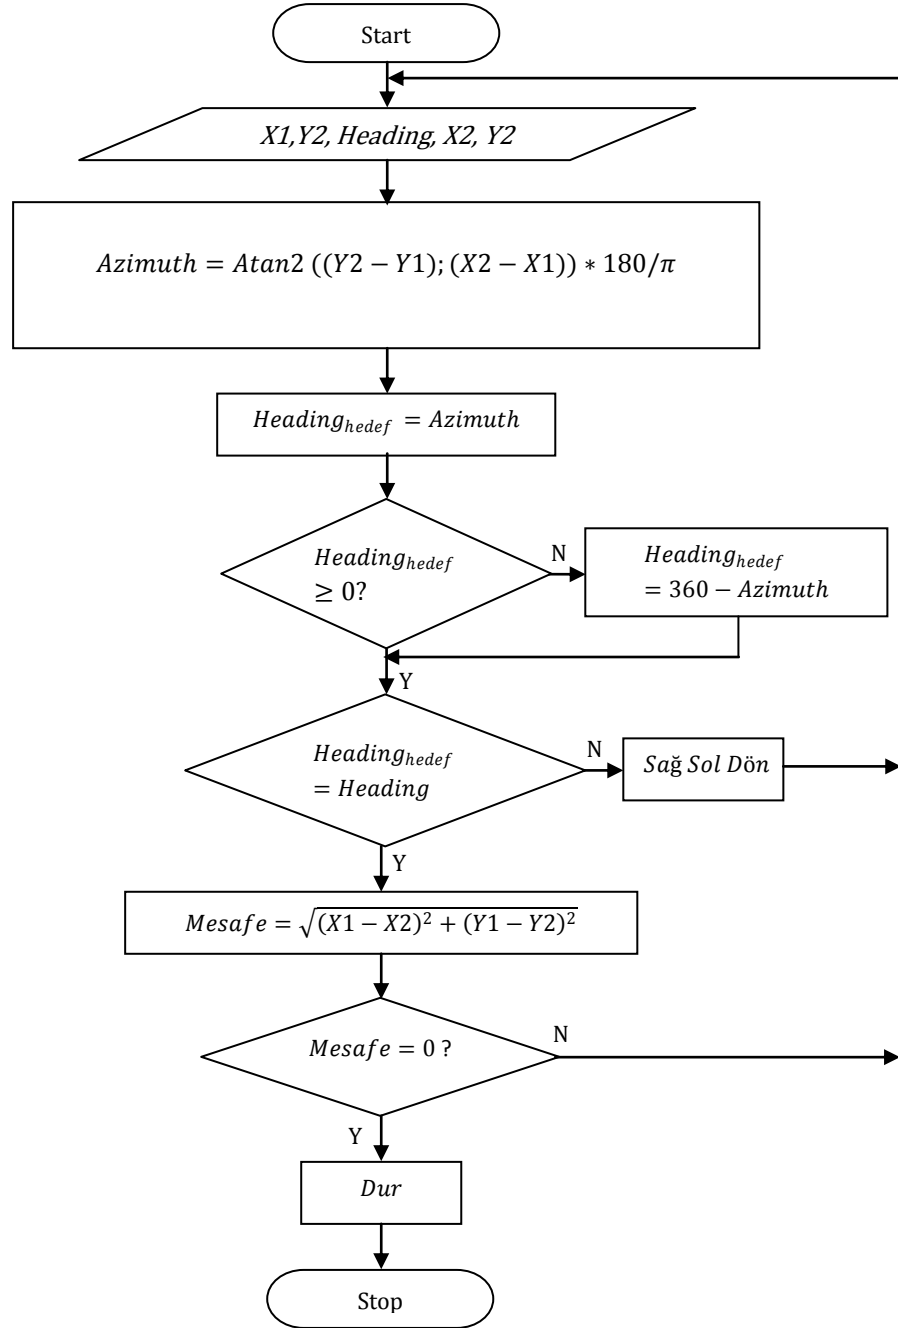 Start
X1,Y2, Heading, X2, Y2
Azimuth = Atan2 ((Y2 − Y1); (X2 − X1)) * 180/π
Heading_hedef = Azimuth
Heading_hedef
≥ 0?
N
Heading_hedef
= 360 − Azimuth
Y
Heading_hedef
= Heading
N
Sağ Sol Dön
Y
Mesafe = √(X1 − X2)² + (Y1 − Y2)²
Mesafe = 0 ?
N
Y
Dur
Stop